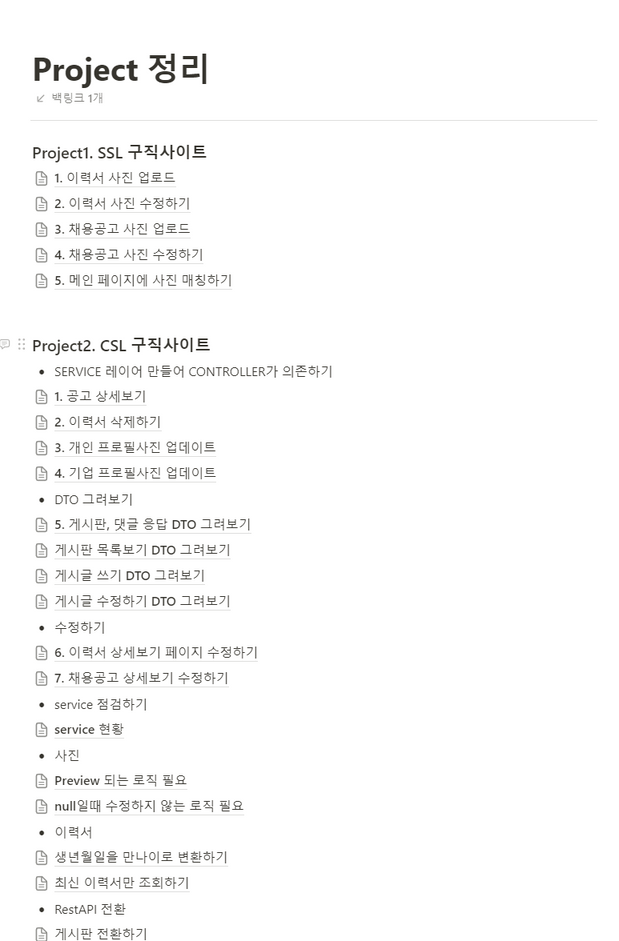 Project 정리
백링크 1개
Project1. SSL 구직사이트
1. 이력서 사진 업로드
2. 이력서 사진 수정하기
3. 채용공고 사진 업로드
4. 채용공고 사진 수정하기
5. 메인 페이지에 사진 매칭하기
Project2. CSL 구직사이트
• SERVICE 레이어 만들어 CONTROLLER가 의존하기
1. 공고 상세보기
2. 이력서 삭제하기
3. 개인 프로필사진 업데이트
4. 기업 프로필사진 업데이트
• DTO 그려보기
5. 게시판, 댓글 응답 DTO 그려보기
게시판 목록보기 DTO 그려보기
게시글 쓰기 DTO 그려보기
게시글 수정하기 DTO 그려보기
• 수정하기
6. 이력서 상세보기 페이지 수정하기
7. 채용공고 상세보기 수정하기
• service 점검하기
service 현황
• 사진
Preview 되는 로직 필요
null일때 수정하지 않는 로직 필요
• 이력서
생년월일을 만나이로 변환하기
최신 이력서만 조회하기
• RestAPI 전환
게시판 전환하기